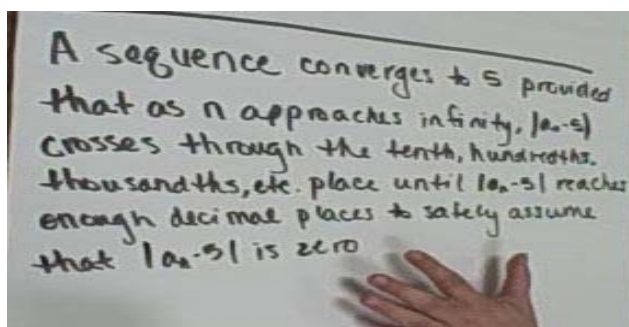 A sequence converges to 5 provided
that as n approaches infinity, |aₙ-5|
crosses through the tenth, hundredths,
thousandths, etc. place until |aₙ-5| reaches
enough decimal places to safely assume
that |aₙ-5| is zero